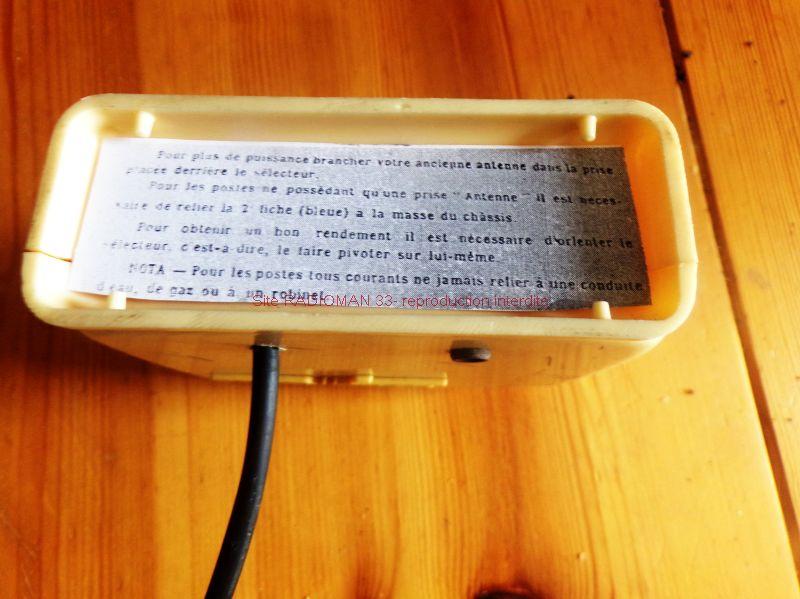 Pour plus de puissance brancher votre ancienne antenne dans la prise
placée derrière le sélecteur.
Pour les postes ne possédant qu'une prise "Antenne" il est néces-
saire de relier la 2e fiche (bleue) a la masse du châssis.
Pour obtenir un bon rendement il est nécessaire d'orienter le
sélecteur, c'est-à-dire, le faire pivoter sur lui-même.
NOTA — Pour les postes tous courants ne jamais relier à une conduite
d'eau, de gaz ou à un robinet
Site RADIOMAN 33- reproduction interdite